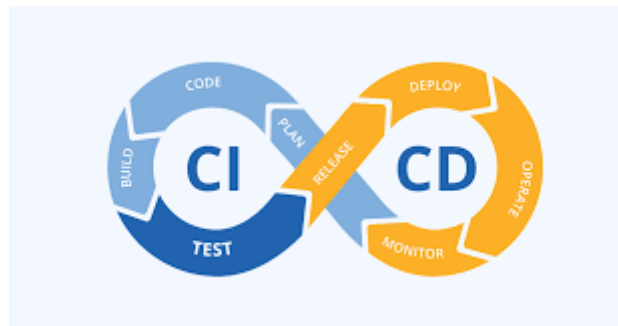 CODE
DEPLOY
PLAN
BUILD
CI
RELEASE
CD
OPERATE
TEST
MONITOR